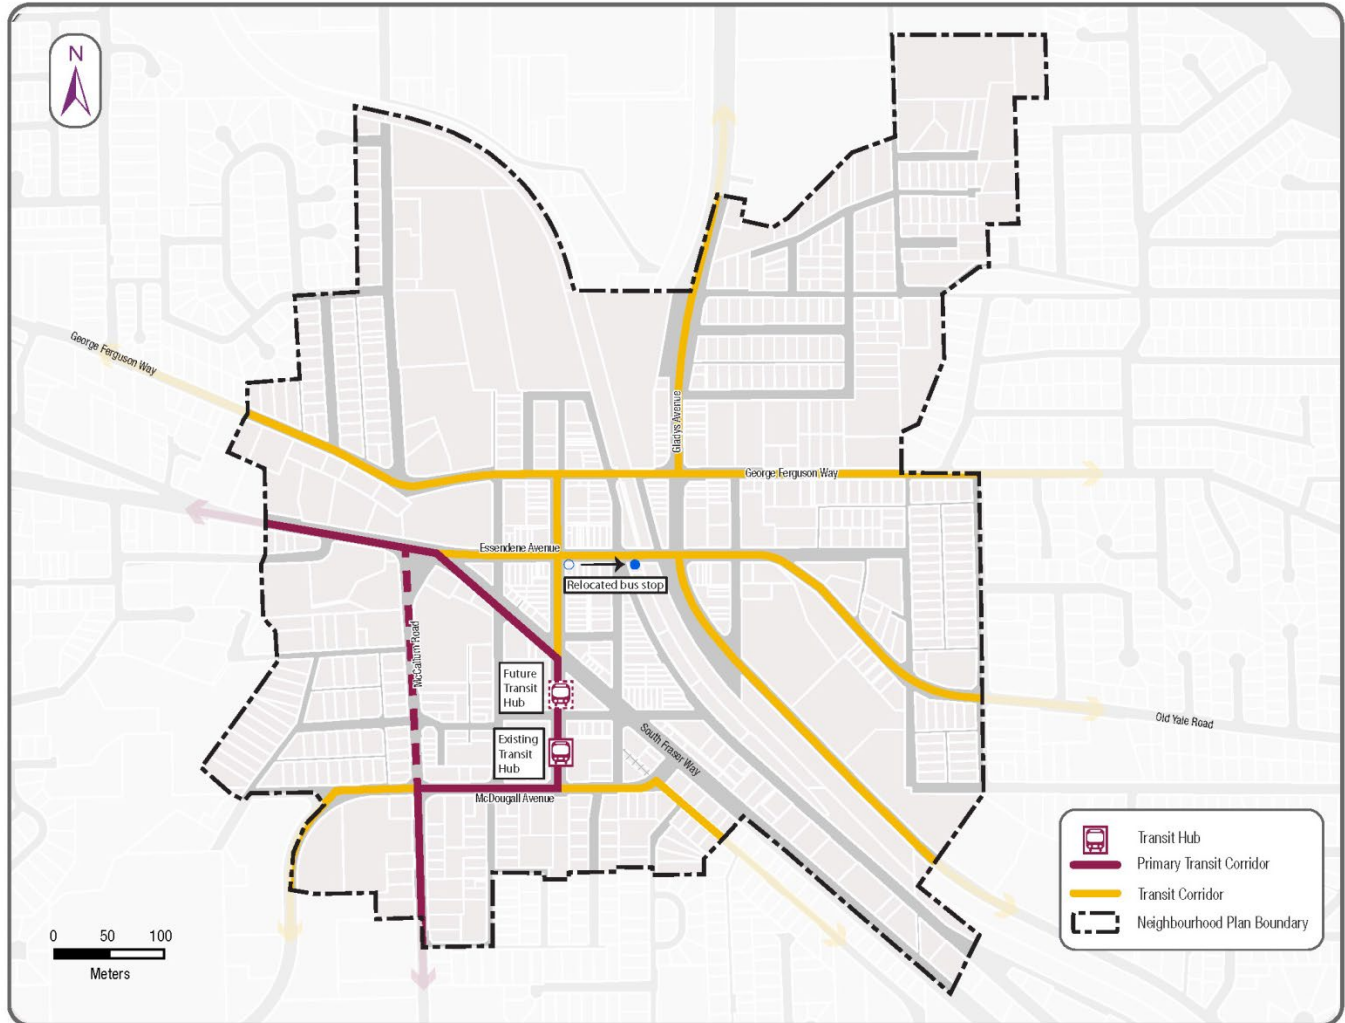 N
George Ferguson Way
Gladys Avenue
George Ferguson Way
Essendene Avenue
Relocated bus stop
McCallum Road
Future
Transit
Hub
Existing
Transit
Hub
South Fraser Way
Old Yale Road
McDougall Avenue
0 50 100
Meters
Transit Hub
Primary Transit Corridor
Transit Corridor
Neighbourhood Plan Boundary